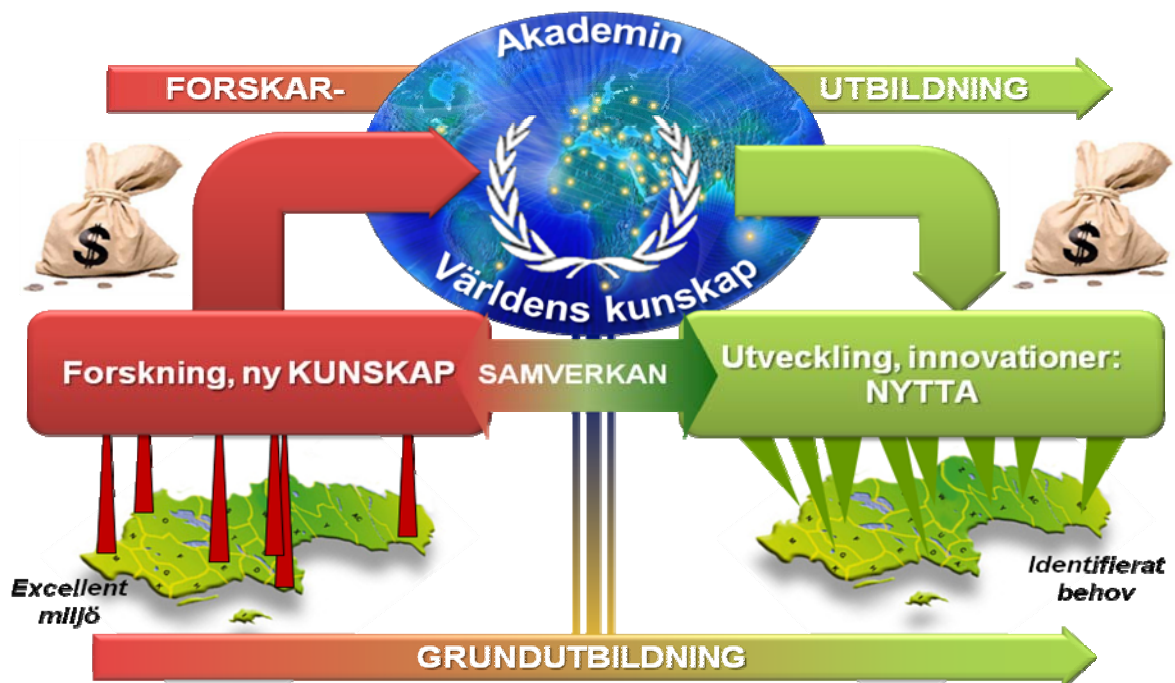 Akademin
FORSKAR-
UTBILDNING
$
$
Världens kunskap
Forskning, ny KUNSKAP
SAMVERKAN
Utveckling, innovationer:
NYTTA
Excellent
miljö
Identifierat
behov
GRUNDUTBILDNING